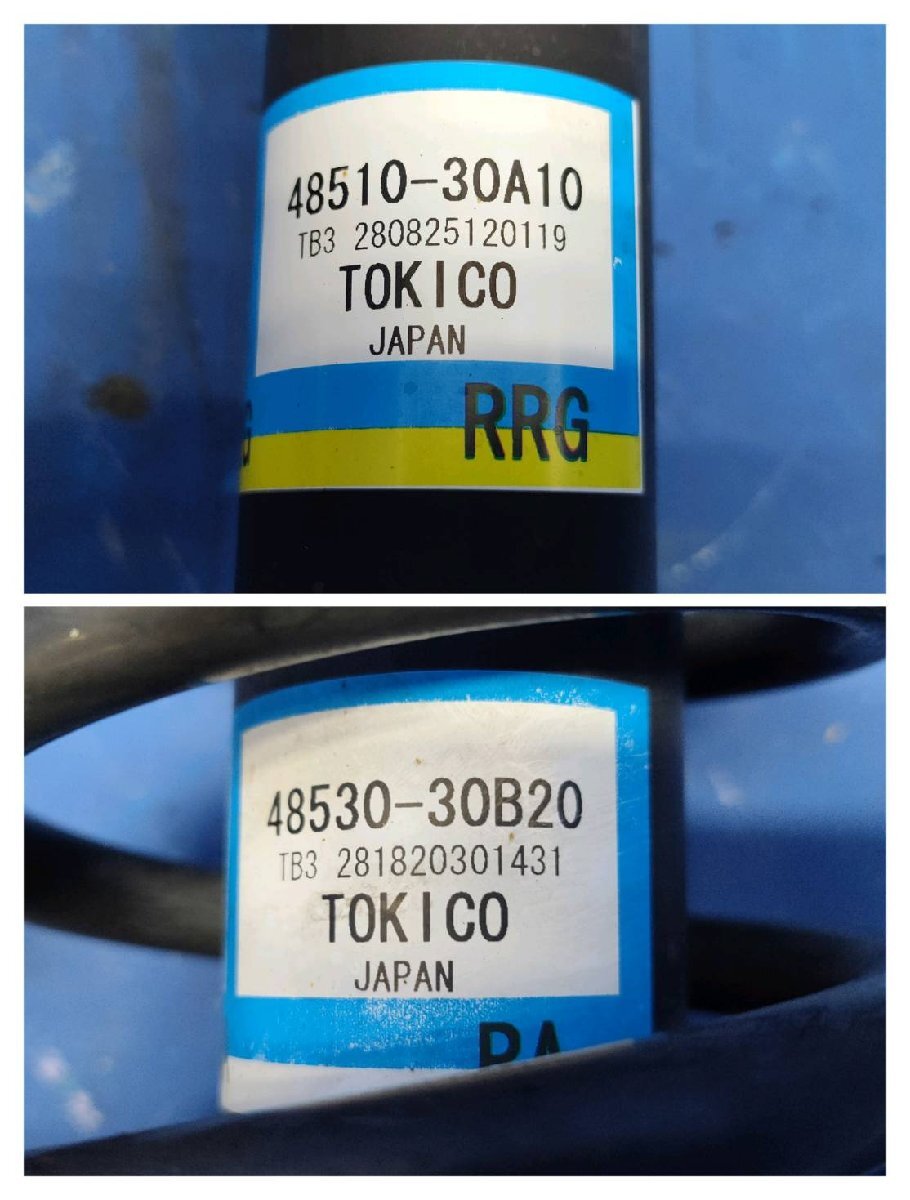 48510-30A10
TB3 280825120119
TOKICO
JAPAN
RRG
48530-30B20
TB3 281820301431
TOKICO
JAPAN